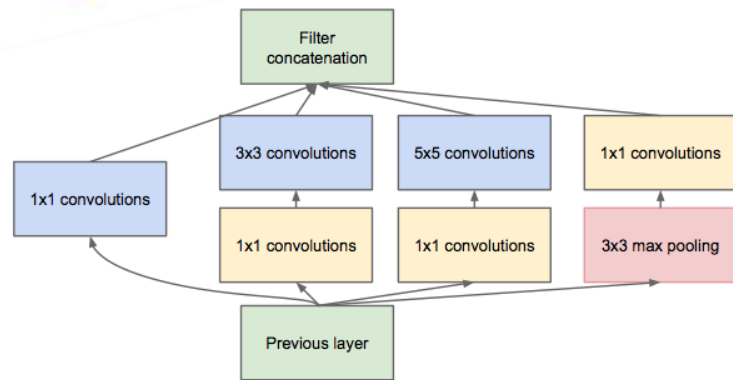 Filter
concatenation
3x3 convolutions
5x5 convolutions
1x1 convolutions
1x1 convolutions
1x1 convolutions
1x1 convolutions
3x3 max pooling
Previous layer